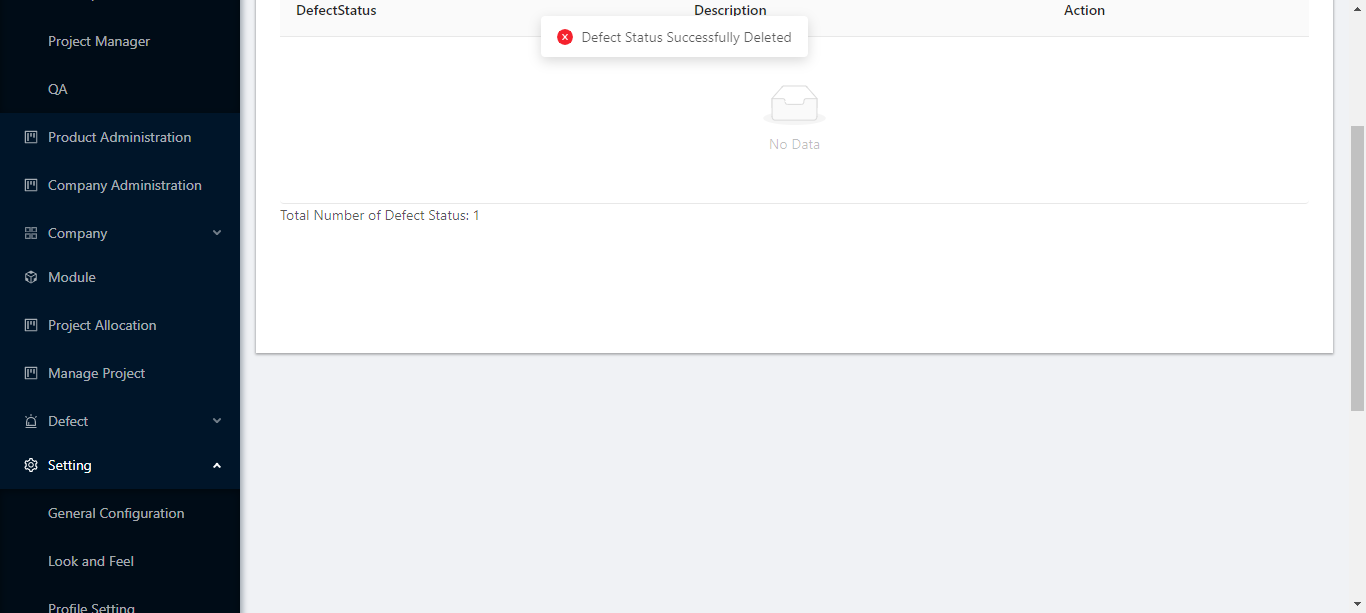 DefectStatus Description Action
Defect Status Successfully Deleted
No Data
Total Number of Defect Status: 1
Project Manager
QA
Product Administration
Company Administration
Company
Module
Project Allocation
Manage Project
Defect
Setting
General Configuration
Look and Feel
Profile Setting